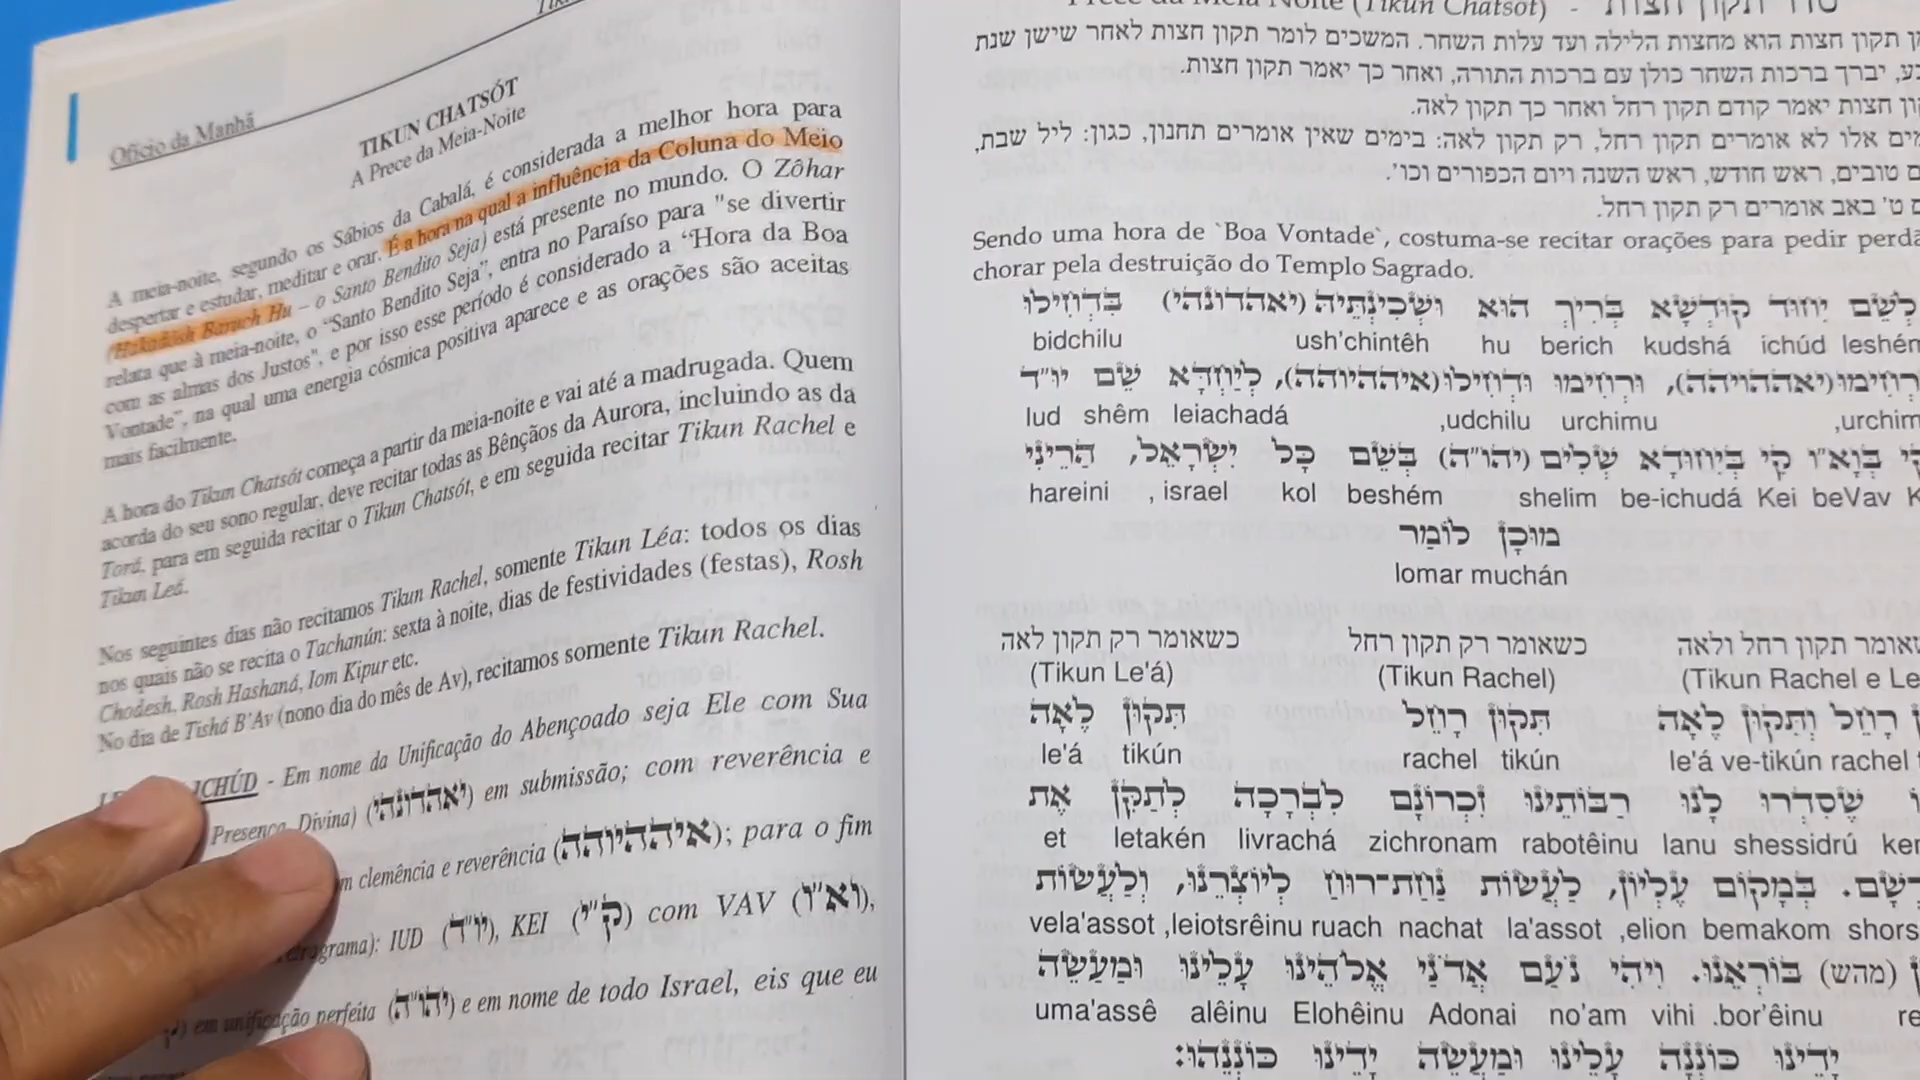 Ofício da Manhã
TIKUN CHATSÓT
A Prece da Meia-Noite
A meia-noite, segundo os Sábios da Cabalá, é considerada a melhor hora para
despertar e estudar, meditar e orar. É a hora na qual a influência da Coluna do Meio
(Hakadósh Baruch Hu – o Santo Bendito Seja) está presente no mundo. O Zôhar
relata que à meia-noite, o "Santo Bendito Seja", entra no Paraíso para "se divertir
com as almas dos Justos", e por isso esse período é considerado a "Hora da Boa
Vontade", na qual uma energia cósmica positiva aparece e as orações são aceitas
mais facilmente.
A hora do Tikun Chatsót começa a partir da meia-noite e vai até a madrugada. Quem
acorda do seu sono regular, deve recitar todas as Bênçãos da Aurora, incluindo as da
Torá, para em seguida recitar o Tikun Chatsót, e em seguida recitar Tikun Rachel e
Tikun Leá.
Nos seguintes dias não recitamos Tikun Rachel, somente Tikun Léa: todos os dias
nos quais não se recita o Tachanún: sexta à noite, dias de festividades (festas), Rosh
Chodesh, Rosh Hashaná, Iom Kipur etc.
No dia de Tishá B'Av (nono dia do mês de Av), recitamos somente Tikun Rachel.
ICHÚD - Em nome da Unificação do Abençoado seja Ele com Sua
Presença Divina) (יאהדונהי) em submissão; com reverência e
clemência e reverência (איההיוהה); para o fim
IUD (יו"ד), KEI (ק"י) com VAV (וא"ו),
em unificação perfeita (יהו"ה) e em nome de todo Israel, eis que eu
Prece da Meia Noite (Tikun Chatsot) - סדר תקון חצות
תקון חצות הוא מחצות הלילה ועד עלות השחר. המשכים לומר תקון חצות לאחר שישן שנת
יברך ברכות השחר כולן עם ברכות התורה, ואחר כך יאמר תקון חצות.
חצות יאמר קודם תקון רחל ואחר כך תקון לאה.
אלו לא אומרים תקון רחל, רק תקון לאה: בימים שאין אומרים תחנון, כגון: ליל שבת,
טובים, ראש חודש, ראש השנה ויום הכפורים וכו'.
ט' באב אומרים רק תקון רחל.
Sendo uma hora de `Boa Vontade`, costuma-se recitar orações para pedir
chorar pela destruição do Templo Sagrado.
לְשֵׁם יִחוּד קוּדְשָׁא בְּרִיךְ הוּא וּשְׁכִינְתֵּיהּ (יאהדונהי) בִּדְחִילוּ
bidchilu ush'chintêh hu berich kudshá ichúd leshém
וּרְחִימוּ (יאההויהה), וּרְחִימוּ וּדְחִילוּ (איההיוהה), לְיַחֲדָא שֵׁם יו"ד
Iud shêm leiachadá ,udchilu urchimu
בְּוָא"ו קֵי בְּיִחוּדָא שְׁלִים (יהו"ה) בְּשֵׁם כָּל יִשְׂרָאֵל, הֲרֵינִי
hareini , israel kol beshém shelim be-ichudá Kei beVav
מוּכָן לוֹמַר
lomar muchán
כשאומר רק תקון לאה כשאומר רק תקון רחל תקון רחל ולאה
(Tikun Le'á) (Tikun Rachel) (Tikun Rachel e
תִּקּוּן לֵאָה תִּקּוּן רָחֵל רָחֵל וְתִקּוּן לֵאָה
le'á tikún rachel tikún le'á ve-tikún rachel
שֶׁסִּדְּרוּ לָנוּ רַבּוֹתֵינוּ זִכְרוֹנָם לִבְרָכָה לְתַקֵּן אֶת
et letakén livrachá zichronam rabotêinu lanu shessidrú
בְּמָקוֹם עֶלְיוֹן, לַעֲשׂוֹת נַחַת-רוּחַ לְיוֹצְרֵנוּ, וְלַעֲשׂוֹת
vela'assot ,leiotsrêinu ruach nachat la'assot ,elion bemakom
(מהש) בּוֹרְאֵנוּ. וִיהִי נֹעַם אֲדֹנָי אֱלֹהֵינוּ עָלֵינוּ וּמַעֲשֵׂה
uma'assê alêinu Elohêinu Adonai no'am vihi .bor'êinu
יָדֵינוּ כּוֹנְנָה עָלֵינוּ וּמַעֲשֵׂה יָדֵינוּ כּוֹנְנֵהוּ: